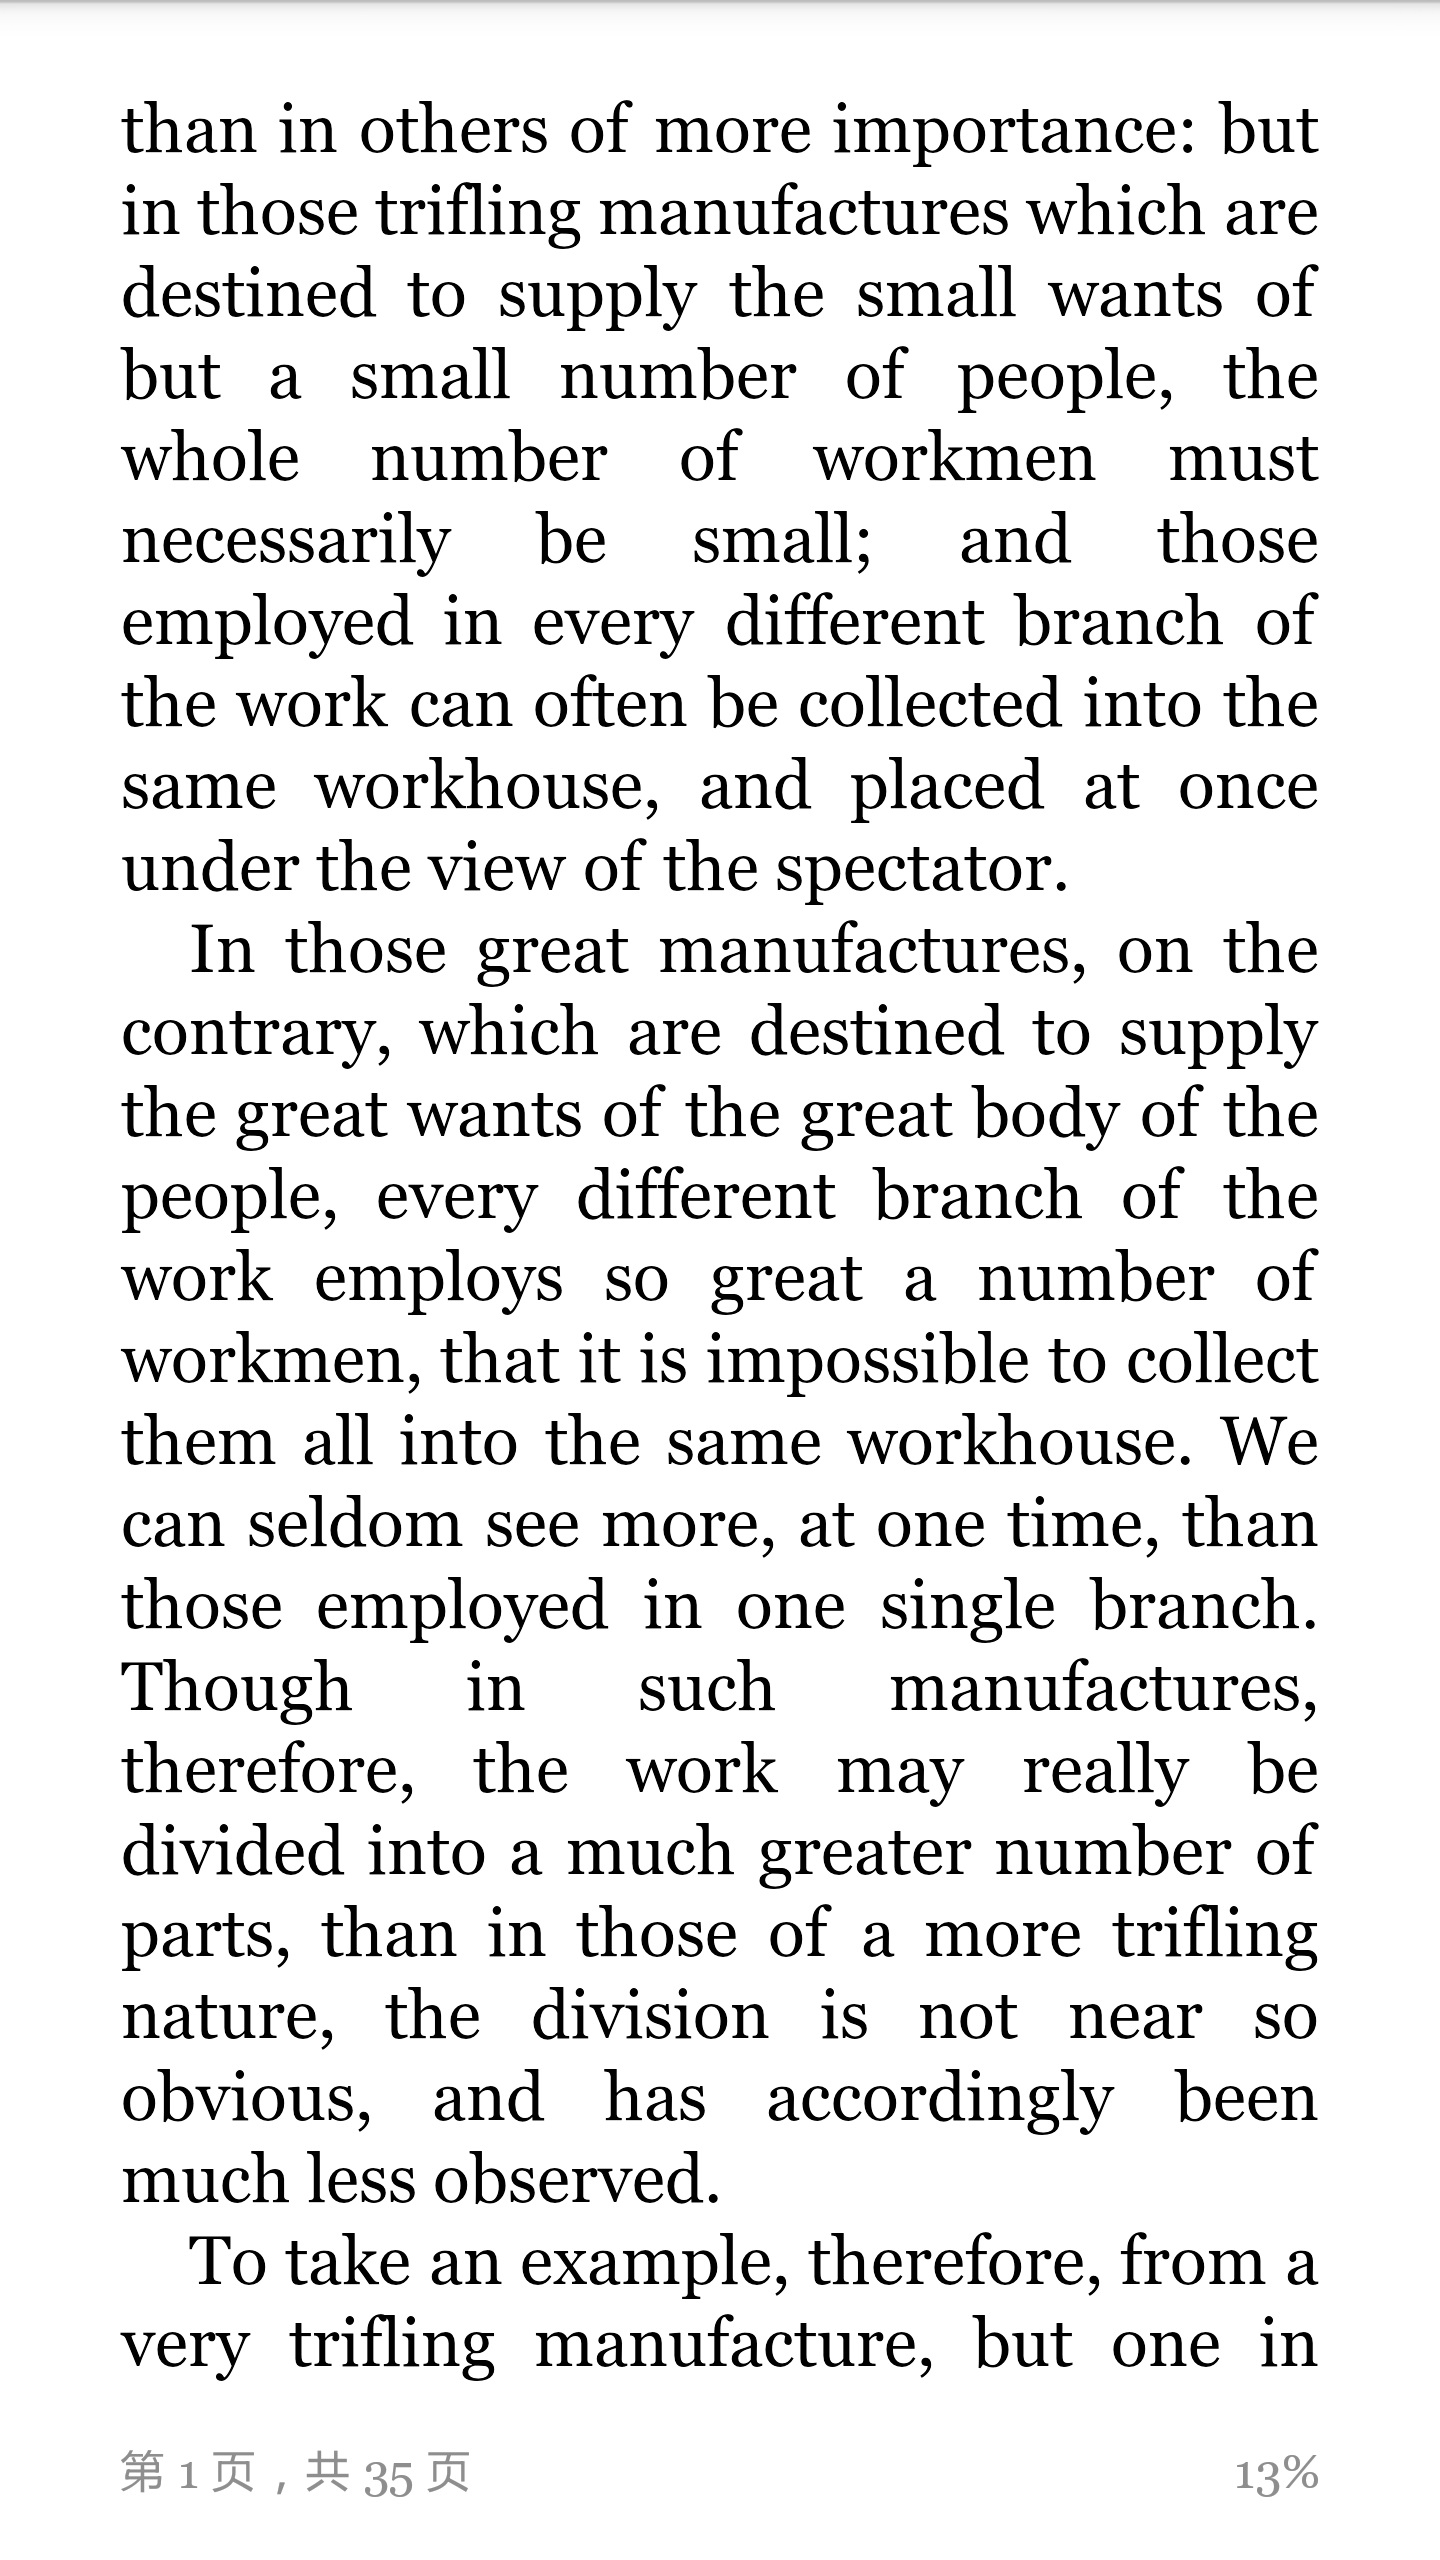 than in others of more importance: but
in those trifling manufactures which are
destined to supply the small wants of
but a small number of people, the
whole number of workmen must
necessarily be small; and those
employed in every different branch of
the work can often be collected into the
same workhouse, and placed at once
under the view of the spectator.
In those great manufactures, on the
contrary, which are destined to supply
the great wants of the great body of the
people, every different branch of the
work employs so great a number of
workmen, that it is impossible to collect
them all into the same workhouse. We
can seldom see more, at one time, than
those employed in one single branch.
Though in such manufactures,
therefore, the work may really be
divided into a much greater number of
parts, than in those of a more trifling
nature, the division is not near so
obvious, and has accordingly been
much less observed.
To take an example, therefore, from a
very trifling manufacture, but one in
第 1 页，共 35 页 13%